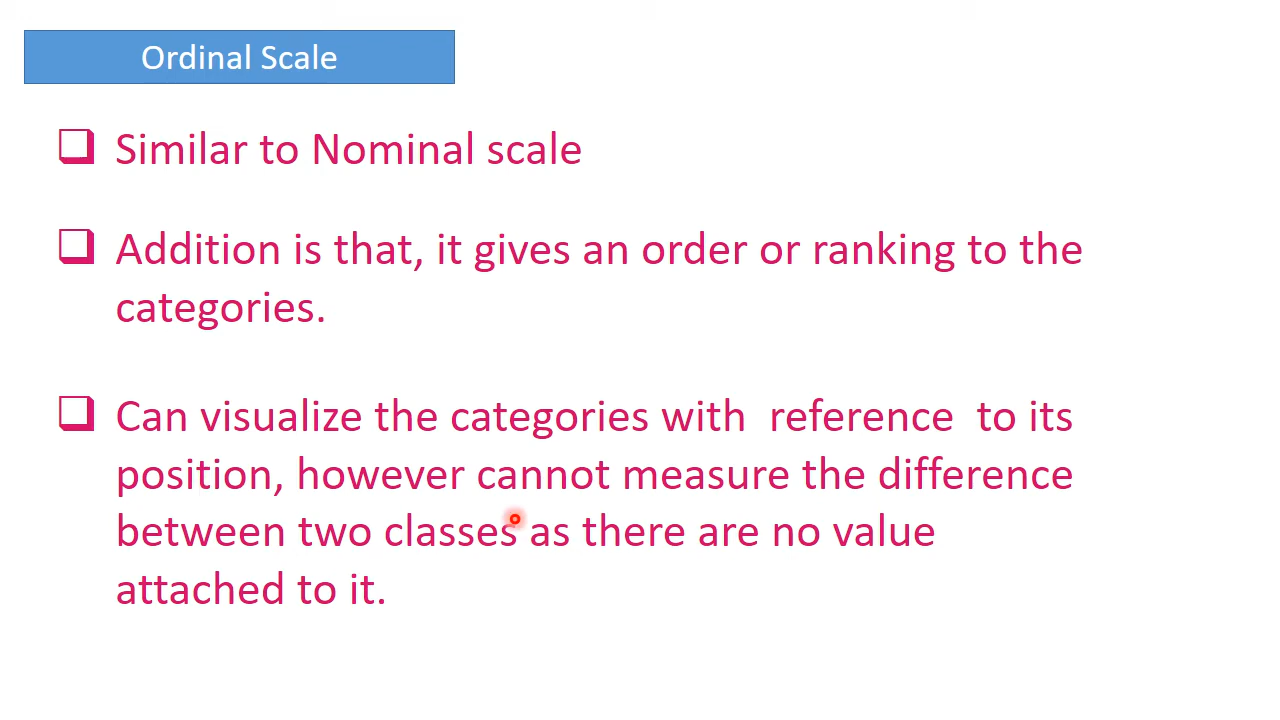 Ordinal Scale
Similar to Nominal scale
Addition is that, it gives an order or ranking to the
categories.
Can visualize the categories with  reference  to its
position, however cannot measure the difference
between two classes as there are no value
attached to it.